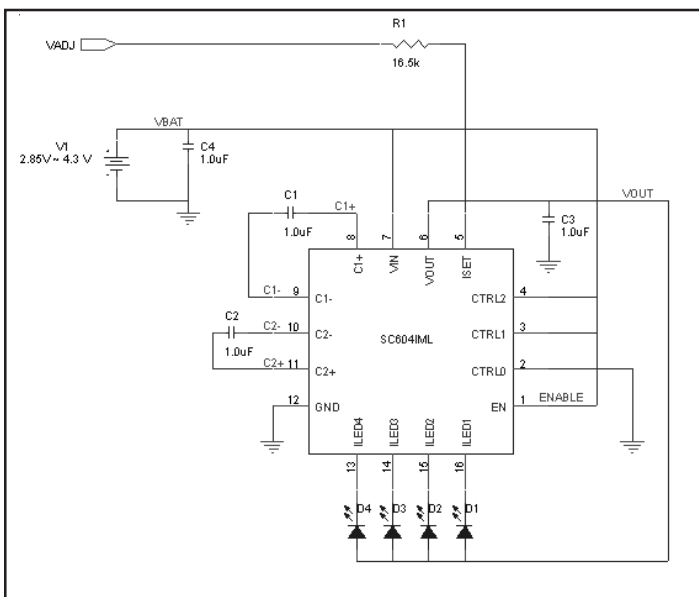 R1
VADJ
16.5k
VBAT
V1
2.85V ~ 4.3 V
C4
1.0uF
C1
C1+
1.0uF
VOUT
C3
1.0uF
8
7
6
5
C1+
VIN
VOUT
ISET
C1-
9
C1-
CTRL2
4
C2
C2-
10
C2-
SC604IML
CTRL1
3
1.0uF
C2+
11
C2+
CTRL0
2
12
GND
EN
1
ENABLE
ILED4
ILED3
ILED2
ILED1
13
14
15
16
D4
D3
D2
D1